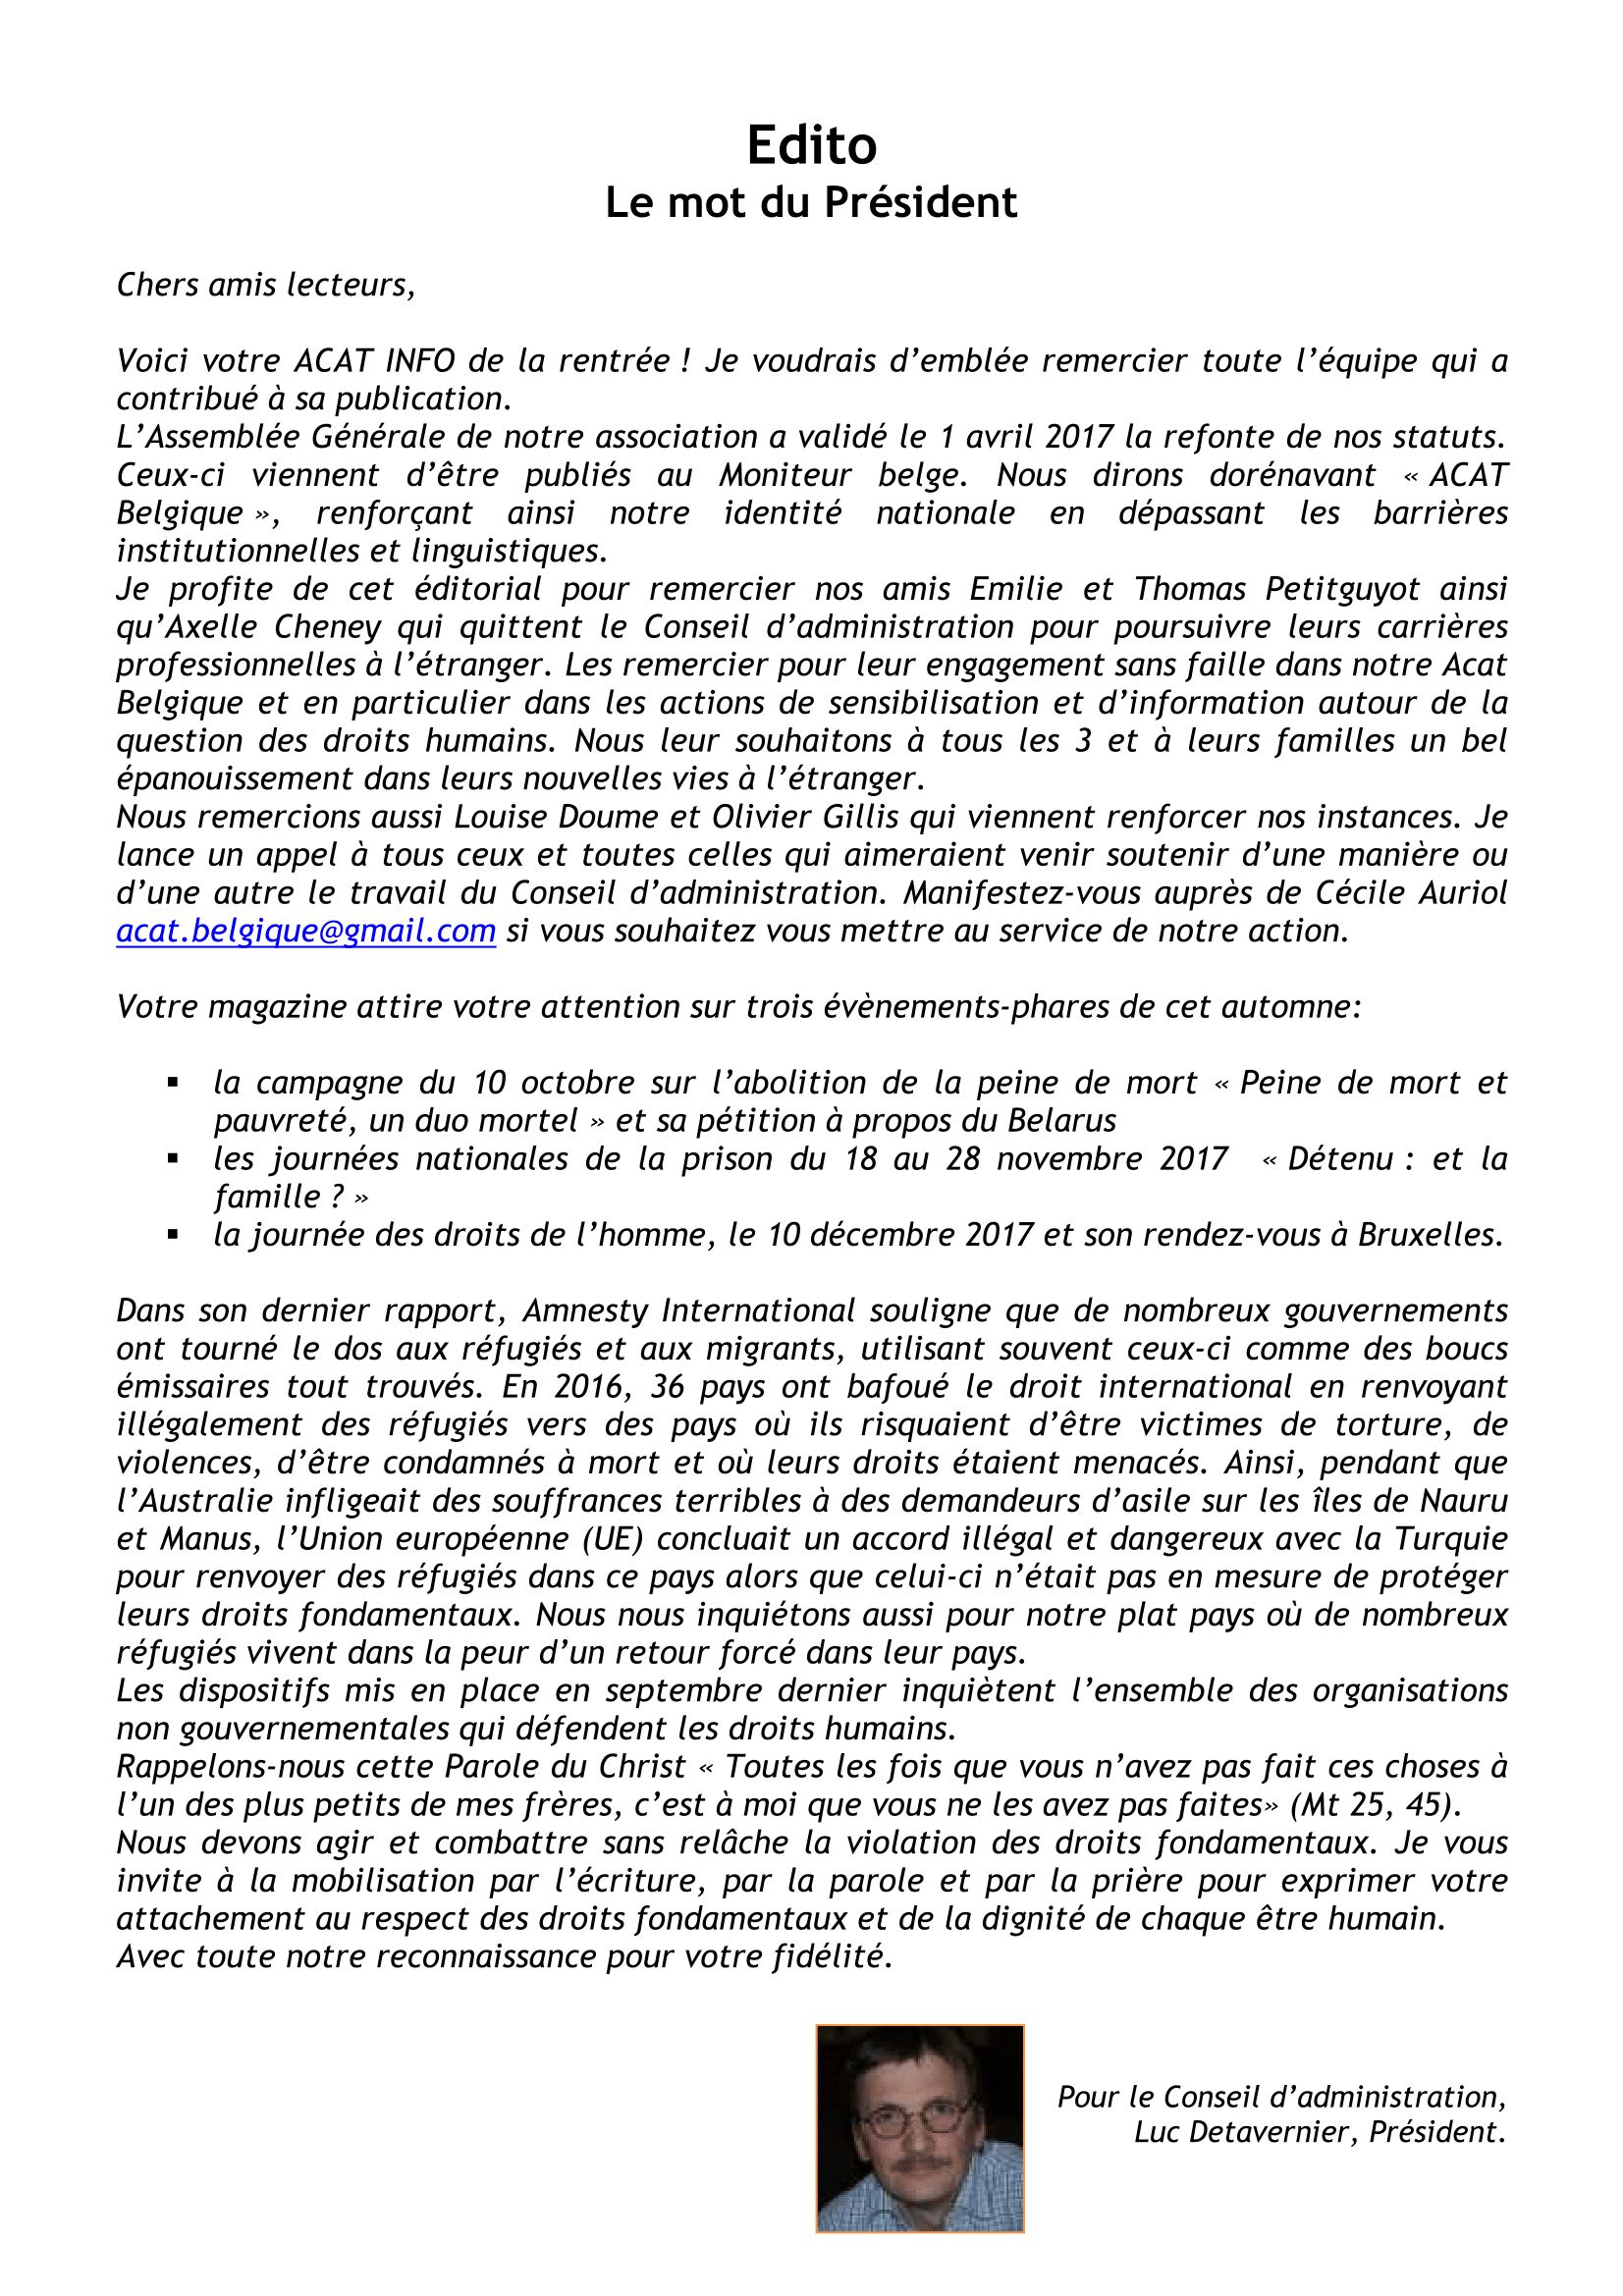 Edito
Le mot du Président
Chers amis lecteurs,
Voici votre ACAT INFO de la rentrée ! Je voudrais d’emblée remercier toute l’équipe qui a
contribué à sa publication.
L’Assemblée Générale de notre association a validé le 1 avril 2017 la refonte de nos statuts.
Ceux-ci viennent d’être publiés au Moniteur belge. Nous dirons dorénavant « ACAT
Belgique », renforçant ainsi notre identité nationale en dépassant les barrières
institutionnelles et linguistiques.
Je profite de cet éditorial pour remercier nos amis Emilie et Thomas Petitguyot ainsi
qu’Axelle Cheney qui quittent le Conseil d’administration pour poursuivre leurs carrières
professionnelles à l’étranger. Les remercier pour leur engagement sans faille dans notre Acat
Belgique et en particulier dans les actions de sensibilisation et d’information autour de la
question des droits humains. Nous leur souhaitons à tous les 3 et à leurs familles un bel
épanouissement dans leurs nouvelles vies à l’étranger.
Nous remercions aussi Louise Doume et Olivier Gillis qui viennent renforcer nos instances. Je
lance un appel à tous ceux et toutes celles qui aimeraient venir soutenir d’une manière ou
d’une autre le travail du Conseil d’administration. Manifestez-vous auprès de Cécile Auriol
acat.belgique@gmail.com si vous souhaitez vous mettre au service de notre action.
Votre magazine attire votre attention sur trois évènements-phares de cet automne:
▪ la campagne du 10 octobre sur l’abolition de la peine de mort « Peine de mort et
pauvreté, un duo mortel » et sa pétition à propos du Belarus
▪ les journées nationales de la prison du 18 au 28 novembre 2017 « Détenu : et la
famille ? »
▪ la journée des droits de l’homme, le 10 décembre 2017 et son rendez-vous à Bruxelles.
Dans son dernier rapport, Amnesty International souligne que de nombreux gouvernements
ont tourné le dos aux réfugiés et aux migrants, utilisant souvent ceux-ci comme des boucs
émissaires tout trouvés. En 2016, 36 pays ont bafoué le droit international en renvoyant
illégalement des réfugiés vers des pays où ils risquaient d’être victimes de torture, de
violences, d’être condamnés à mort et où leurs droits étaient menacés. Ainsi, pendant que
l’Australie infligeait des souffrances terribles à des demandeurs d’asile sur les îles de Nauru
et Manus, l’Union européenne (UE) concluait un accord illégal et dangereux avec la Turquie
pour renvoyer des réfugiés dans ce pays alors que celui-ci n’était pas en mesure de protéger
leurs droits fondamentaux. Nous nous inquiétons aussi pour notre plat pays où de nombreux
réfugiés vivent dans la peur d’un retour forcé dans leur pays.
Les dispositifs mis en place en septembre dernier inquiètent l’ensemble des organisations
non gouvernementales qui défendent les droits humains.
Rappelons-nous cette Parole du Christ « Toutes les fois que vous n’avez pas fait ces choses à
l’un des plus petits de mes frères, c’est à moi que vous ne les avez pas faites» (Mt 25, 45).
Nous devons agir et combattre sans relâche la violation des droits fondamentaux. Je vous
invite à la mobilisation par l’écriture, par la parole et par la prière pour exprimer votre
attachement au respect des droits fondamentaux et de la dignité de chaque être humain.
Avec toute notre reconnaissance pour votre fidélité.
Pour le Conseil d’administration,
Luc Detavernier, Président.